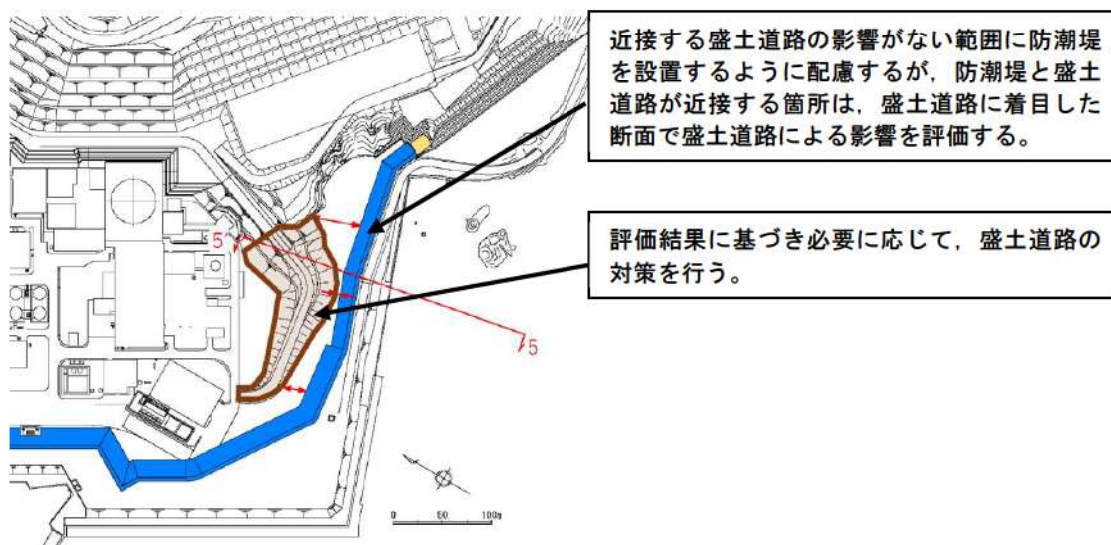 近接する盛土道路の影響がない範囲に防潮堤
を設置するように配慮するが，防潮堤と盛土
道路が近接する箇所は，盛土道路に着目した
断面で盛土道路による影響を評価する。
評価結果に基づき必要に応じて，盛土道路の
対策を行う。
5
5
0 50 100m